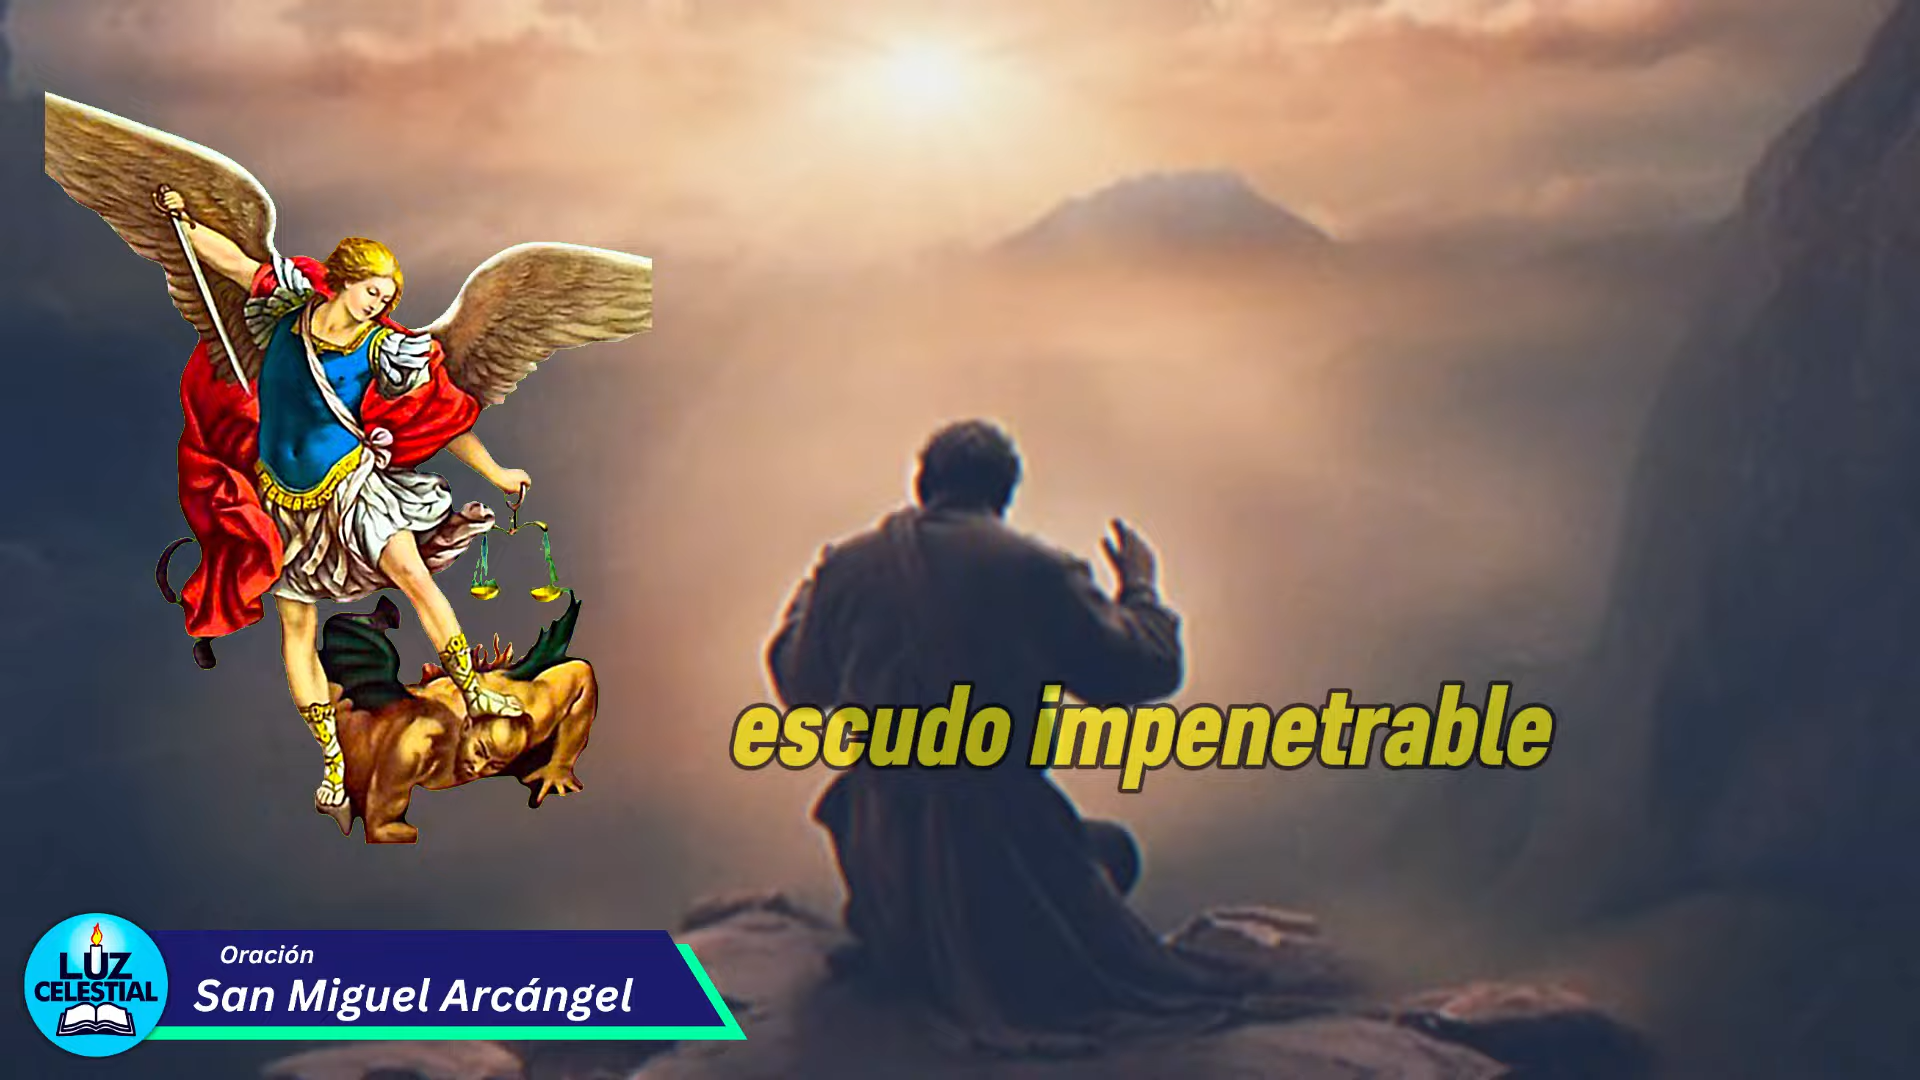 escudo impenetrable
Oración
San Miguel Arcángel
LUZ
CELESTIAL